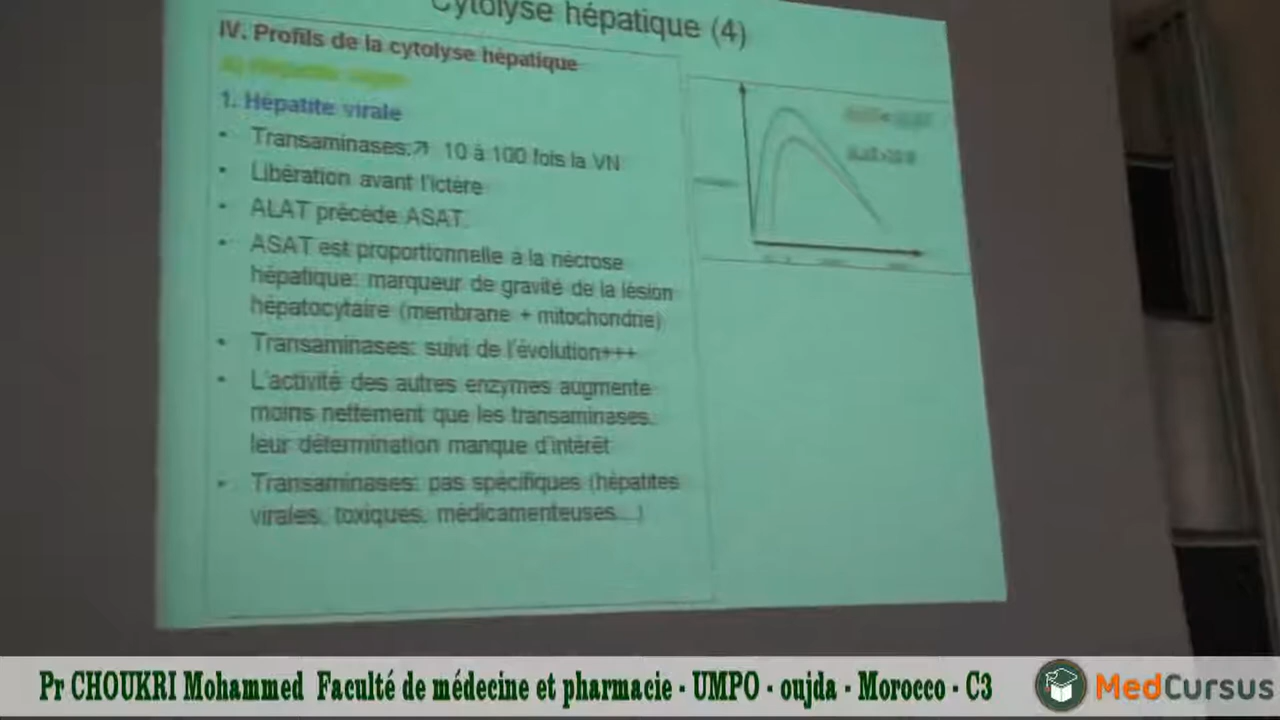 Cytolyse hépatique (4)
IV. Profils de la cytolyse hépatique
1. Hépatite virale
• Transaminases:↗ 10 à 100 fois la VN
• Libération avant l'ictère
• ALAT précède ASAT.
• ASAT est proportionnelle à la nécrose
hépatique: marqueur de gravité de la lésion
hépatocytaire (membrane + mitochondrie)
• Transaminases: suivi de l'évolution+++
• L'activité des autres enzymes augmente
moins nettement que les transaminases,
leur détermination manque d'intérêt
• Transaminases: pas spécifiques (hépatites
virales, toxiques, médicamenteuses...)
Pr CHOUKRI Mohammed Faculté de médecine et pharmacie - UMPO - oujda - Morocco - C3
MedCursus